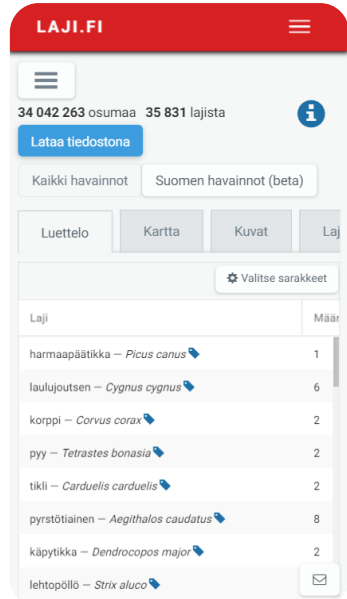 LAJI.FI
34 042 263 osumaa 35 831 lajista
Lataa tiedostona
Kaikki havainnot Suomen havainnot (beta)
Luettelo Kartta Kuvat Laj
Valitse sarakkeet
Laji Määr
harmaapäätikka — Picus canus 1
laulujoutsen — Cygnus cygnus 6
korppi — Corvus corax 2
pyy — Tetrastes bonasia 2
tikli — Carduelis carduelis 2
pyrstötiainen — Aegithalos caudatus 8
käpytikka — Dendrocopos major 2
lehtopöllö — Strix aluco